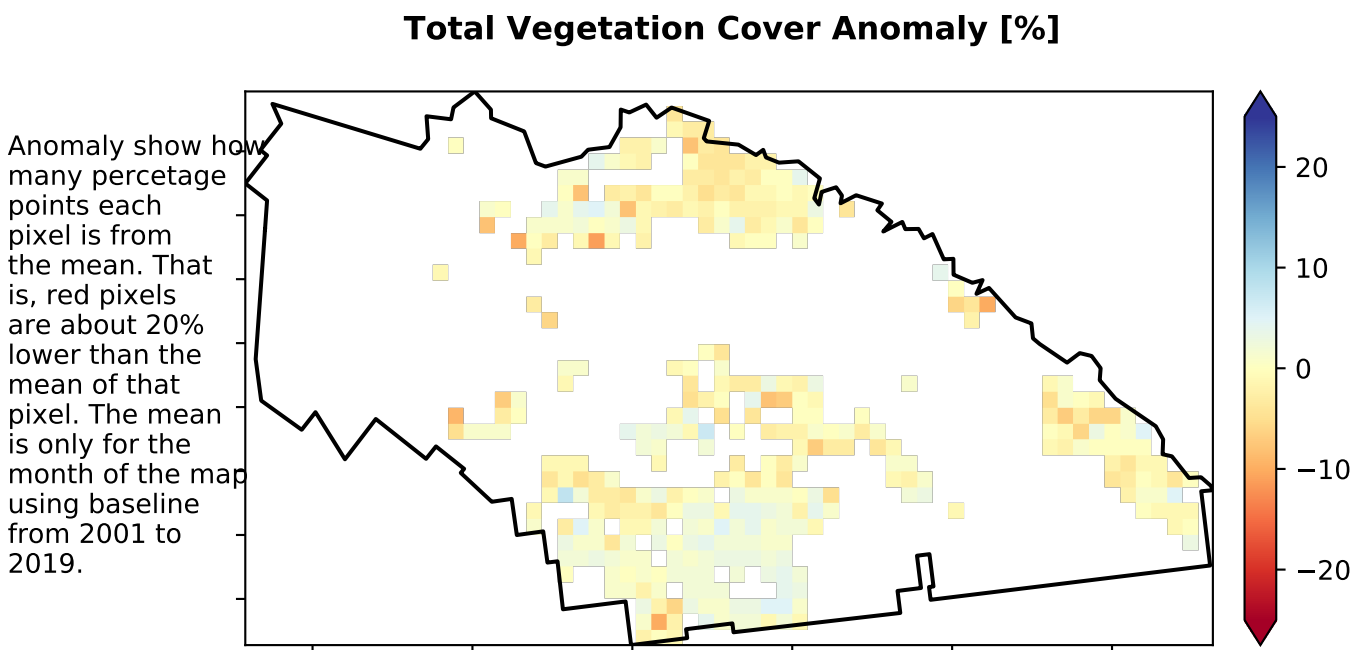 Total Vegetation Cover Anomaly [%]
Anomaly show how
many percetage
points each
pixel is from
the mean. That
is, red pixels
are about 20%
lower than the
mean of that
pixel. The mean
is only for the
month of the map
using baseline
from 2001 to
2019.
20
10
0
−10
−20